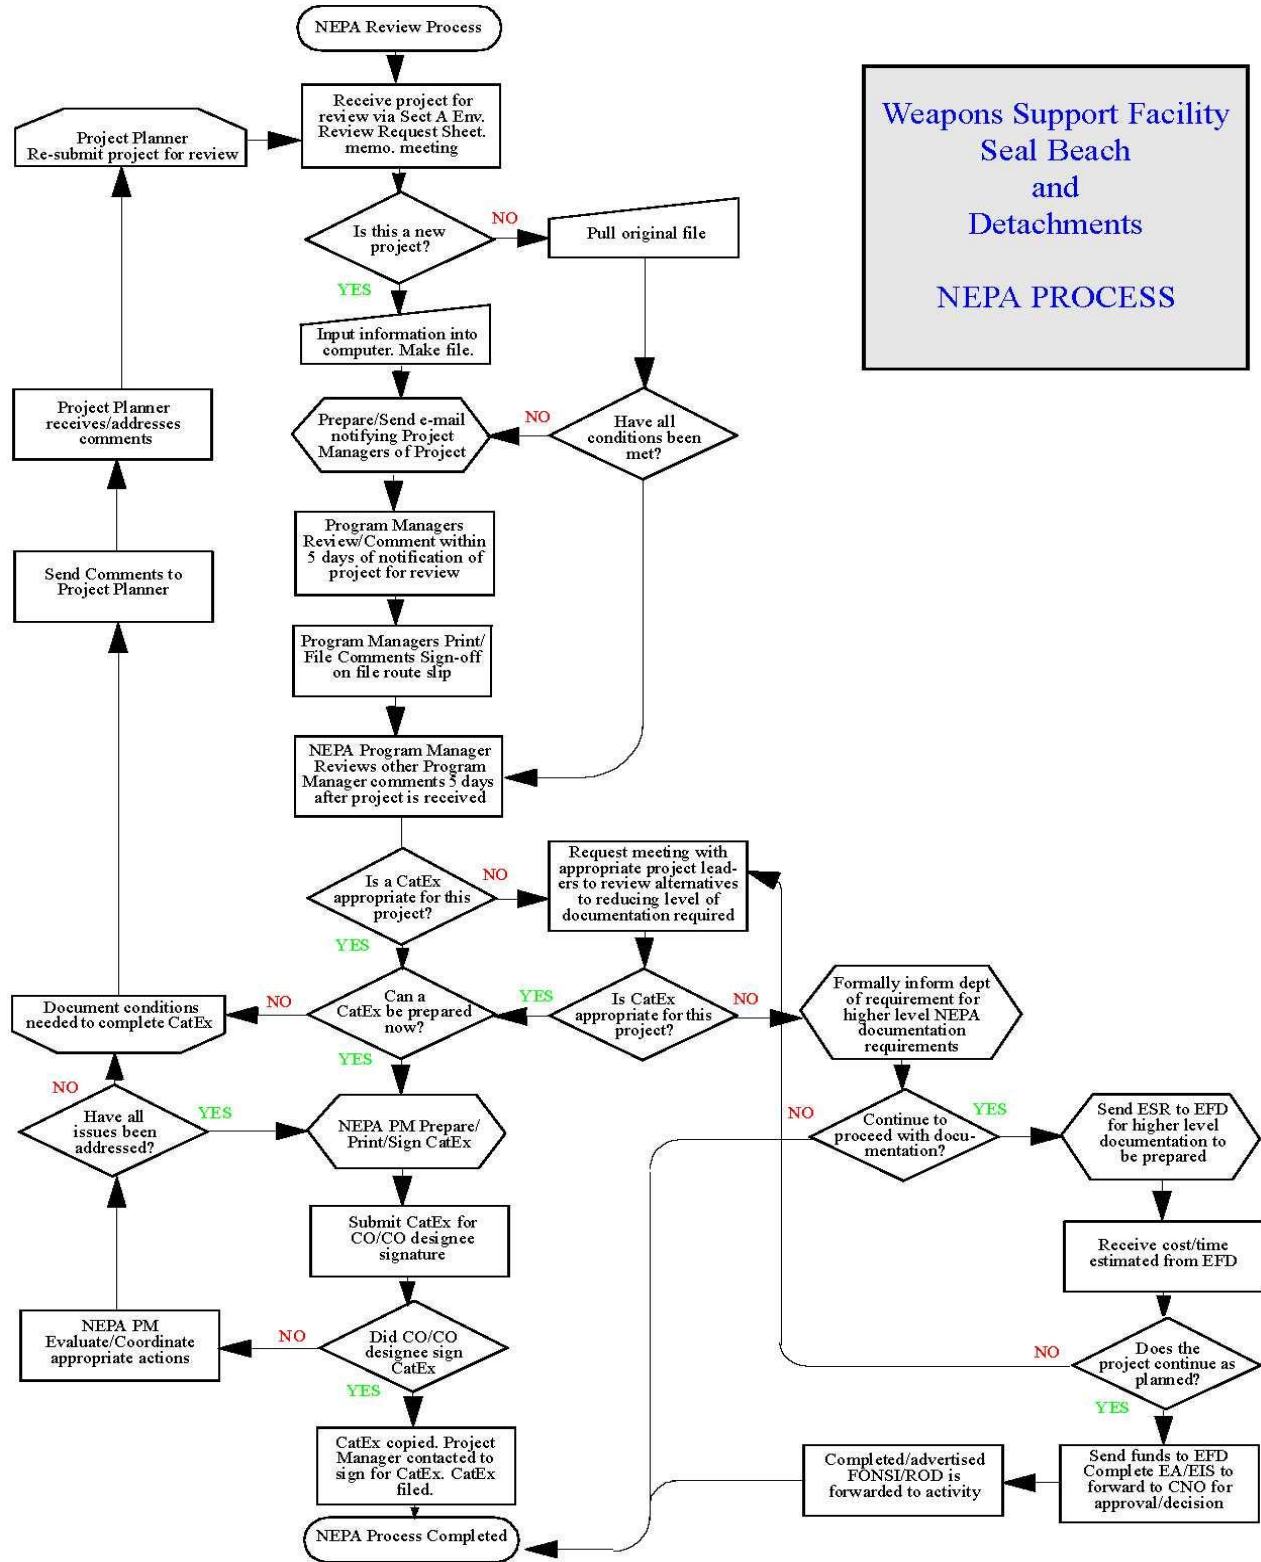 NEPA Review Process
Receive project for
review via Sect A Env.
Review Request Sheet.
memo. meeting
Project Planner
Re-submit project for review
Weapons Support Facility
Seal Beach
and
Detachments
NEPA PROCESS
Is this a new
project?
NO
Pull original file
YES
Input information into
computer. Make file.
Project Planner
receives/addresses
comments
Prepare/Send e-mail
notifying Project
Managers of Project
NO
Have all
conditions been
met?
Program Managers
Review/Comment within
5 days of notification of
project for review
Send Comments to
Project Planner
Program Managers Print/
File Comments Sign-off
on file route slip
NEPA Program Manager
Reviews other Program
Manager comments 5 days
after project is received
Is a CatEx
appropriate for this
project?
NO
Request meeting with
appropriate project lead-
ers to review alternatives
to reducing level of
documentation required
YES
Document conditions
needed to complete CatEx
NO
Can a
CatEx be prepared
now?
YES
Is CatEx
appropriate for this
project?
NO
Formally inform dept
of requirement for
higher level NEPA
documentation
requirements
YES
NO
Have all
issues been
addressed?
YES
NEPA PM Prepare/
Print/Sign CatEx
NO
Continue to
proceed with docu-
mentation?
YES
Send ESR to EFD
for higher level
documentation to
be prepared
Submit CatEx for
CO/CO designee
signature
Receive cost/time
estimated from EFD
NEPA PM
Evaluate/Coordinate
appropriate actions
NO
Did CO/CO
designee sign
CatEx
YES
NO
Does the
project continue as
planned?
YES
CatEx copied. Project
Manager contacted to
sign for CatEx. CatEx
filed.
Completed/advertised
FONSI/ROD is
forwarded to activity
Send funds to EFD
Complete EA/EIS to
forward to CNO for
approval/decision
NEPA Process Completed